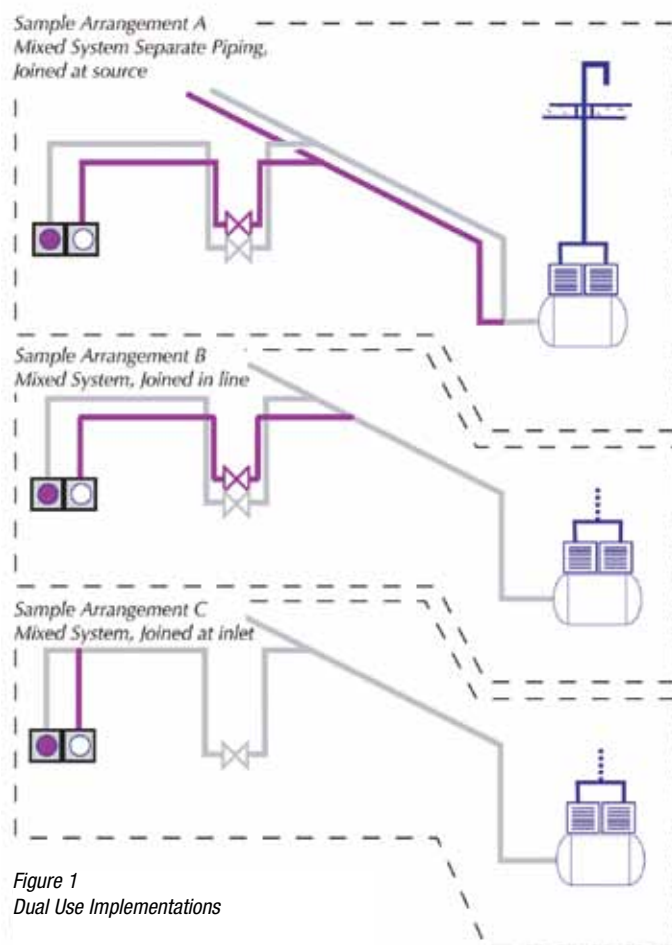 Sample Arrangement A
Mixed System Separate Piping,
Joined at source
Sample Arrangement B
Mixed System, Joined in line
Sample Arrangement C
Mixed System, Joined at inlet
Figure 1
Dual Use Implementations